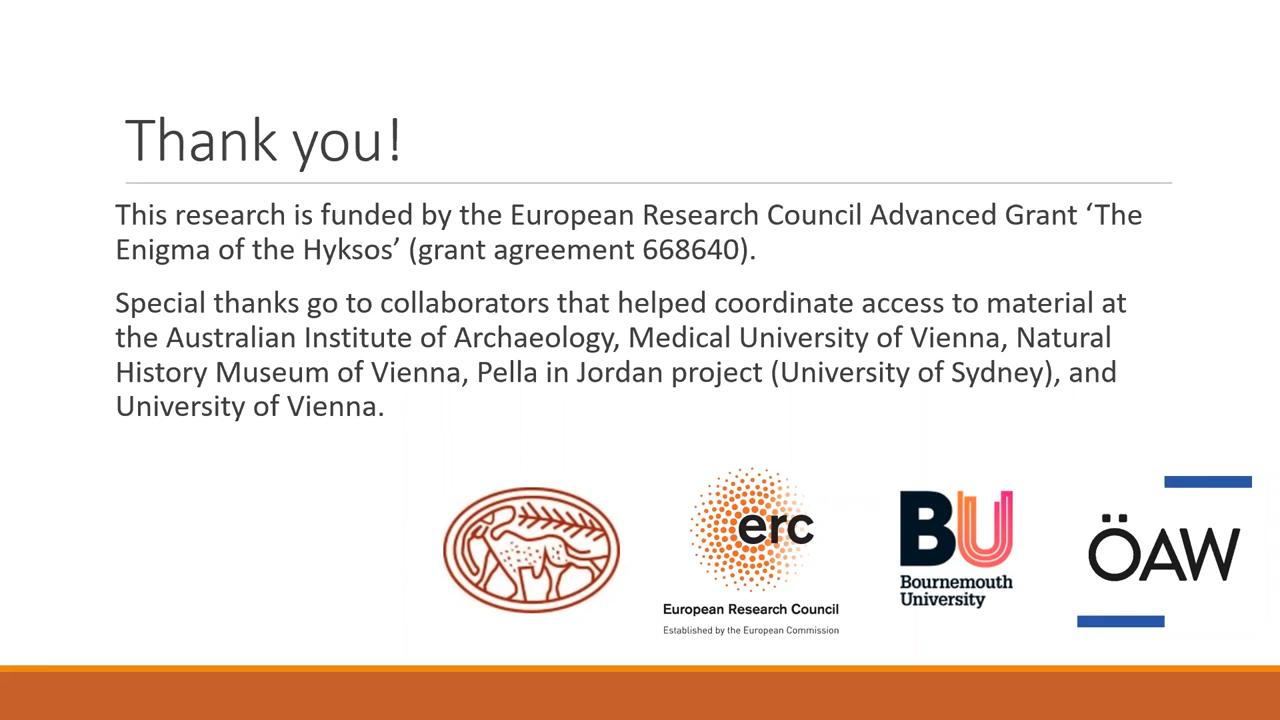 Thank you!
This research is funded by the European Research Council Advanced Grant ‘The
Enigma of the Hyksos’ (grant agreement 668640).
Special thanks go to collaborators that helped coordinate access to material at
the Australian Institute of Archaeology, Medical University of Vienna, Natural
History Museum of Vienna, Pella in Jordan project (University of Sydney), and
University of Vienna.
erc
European Research Council
Established by the European Commission
BU
Bournemouth
University
ÖAW